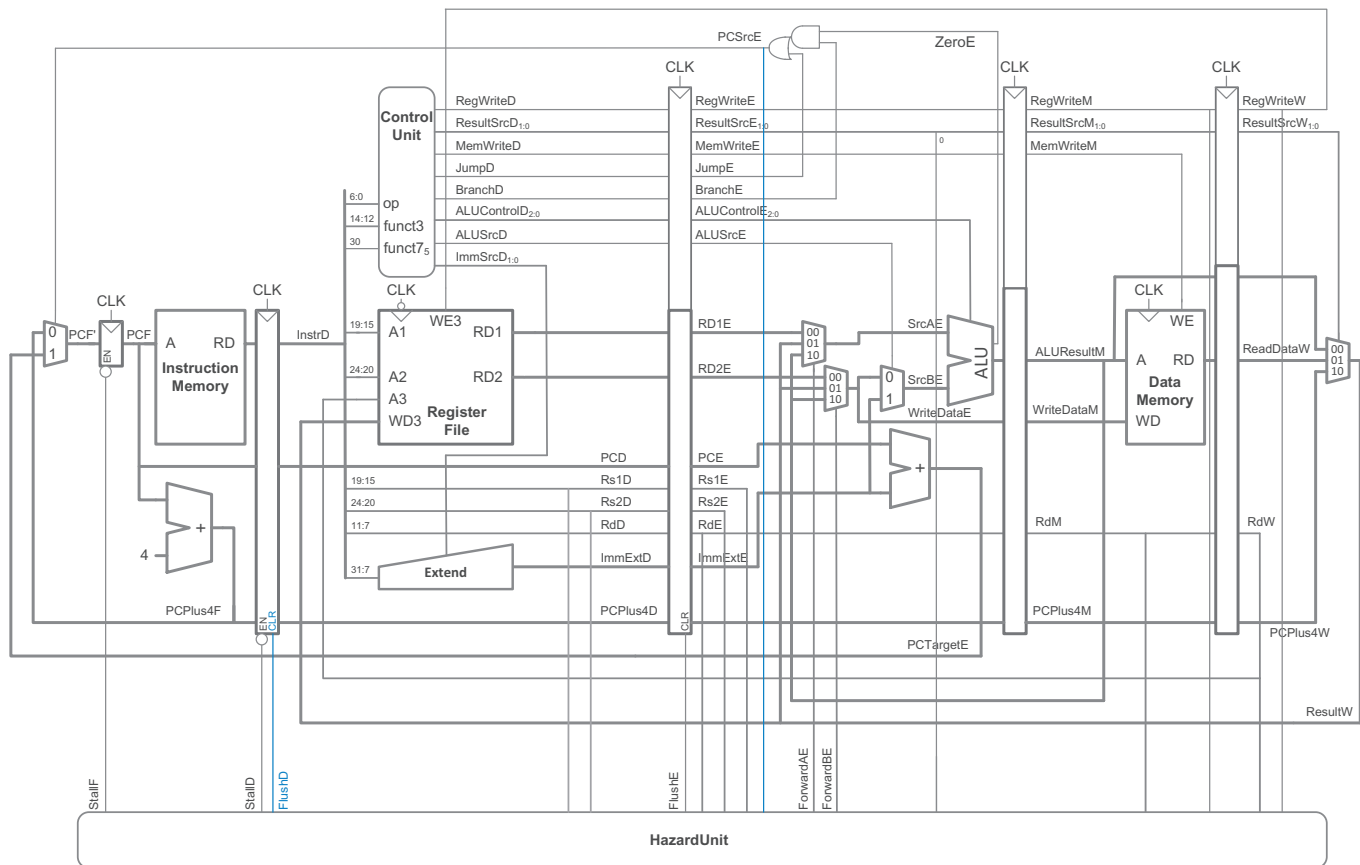 PCSrcE
ZeroE
CLK
CLK
CLK
Control
Unit
RegWriteD
RegWriteE
RegWriteM
RegWriteW
ResultSrcD1:0
ResultSrcE1:0
0
ResultSrcM1:0
ResultSrcW1:0
MemWriteD
MemWriteE
MemWriteM
JumpD
JumpE
BranchD
BranchE
6:0
op
ALUControlD2:0
ALUControlE2:0
14:12
funct3
ALUSrcD
ALUSrcE
30
funct75
ImmSrcD1:0
CLK
CLK
CLK
CLK
0
1
PCF'
EN
PCF
A
RD
Instruction
Memory
InstrD
19:15
A1
WE3
RD1
RD1E
00
01
10
SrcAE
ALU
ALUResultM
A
RD
WE
ReadDataW
00
01
10
24:20
A2
RD2
RD2E
00
01
10
0
1
SrcBE
Data
Memory
A3
WD3
Register
File
WriteDataE
WriteDataM
WD
PCD
PCE
+
19:15
Rs1D
Rs1E
24:20
Rs2D
Rs2E
4
+
11:7
RdD
RdE
RdM
RdW
31:7
Extend
ImmExtD
ImmExtE
PCPlus4F
EN
CLR
PCPlus4D
CLR
PCPlus4M
PCPlus4W
PCTargetE
ResultW
StallF
StallD
FlushD
FlushE
ForwardAE
ForwardBE
HazardUnit